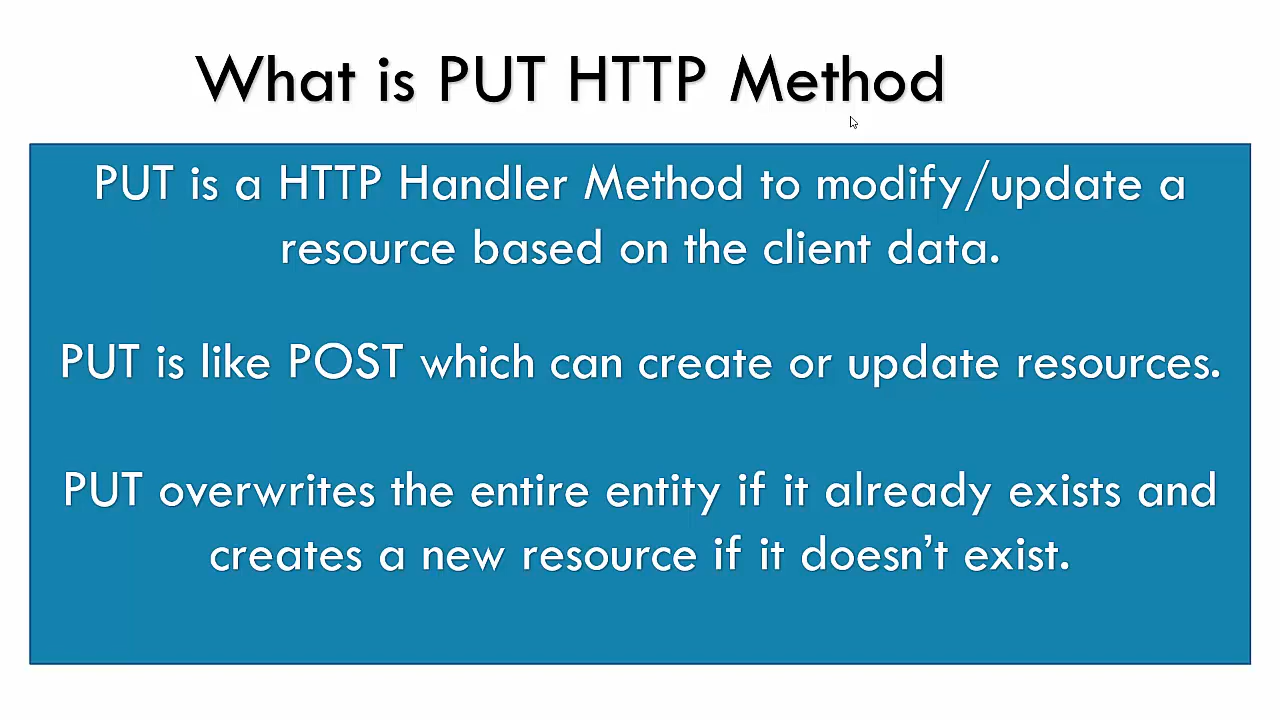 What is PUT HTTP Method
PUT is a HTTP Handler Method to modify/update a
resource based on the client data.
PUT is like POST which can create or update resources.
PUT overwrites the entire entity if it already exists and
creates a new resource if it doesn’t exist.